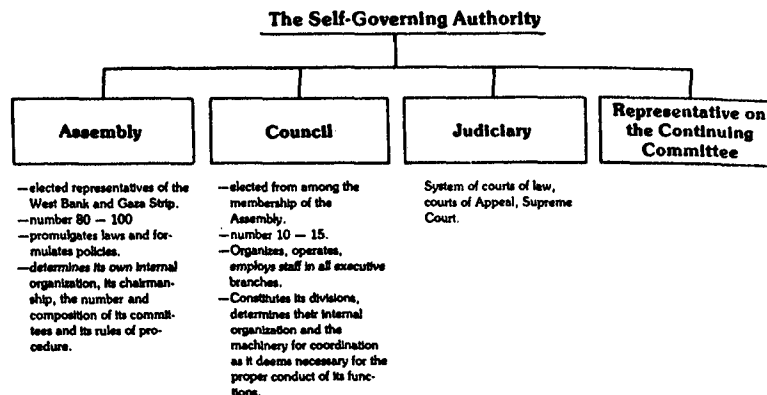 The Self-Governing Authority
Assembly
—elected representatives of the
West Bank and Gaza Strip.
—number 80 — 100
—promulgates laws and for-
mulates policies.
—determines its own internal
organization, its chairman-
ship, the number and
composition of its commit-
tees and its rules of pro-
cedure.
Council
—elected from among the
membership of the
Assembly.
—number 10 — 15.
—Organizes, operates,
employs staff in all executive
branches.
—Constitutes its divisions,
determines their internal
organization and the
machinery for coordination
as it deems necessary for the
proper conduct of its func-
tions.
Judiciary
System of courts of law,
courts of Appeal, Supreme
Court.
Representative on
the Continuing
Committee